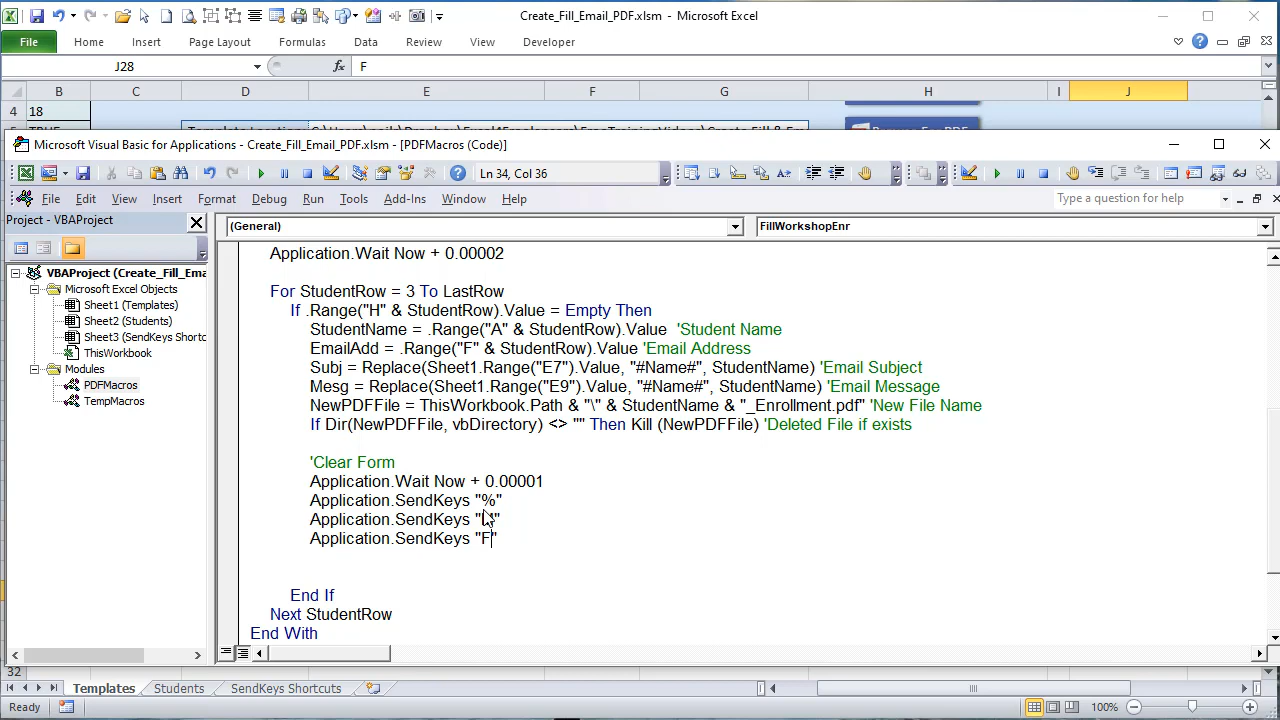 Create_Fill_Email_PDF.xlsm - Microsoft Excel
File Home Insert Page Layout Formulas Data Review View Developer
J28 fx F
B C D E F G H I J
4 18
Microsoft Visual Basic for Applications - Create_Fill_Email_PDF.xlsm - [PDFMacros (Code)]
Ln 34, Col 36
File Edit View Insert Format Debug Run Tools Add-Ins Window Help
Type a question for help
Project - VBAProject
(General)
FillWorkshopEnr
VBAProject (Create_Fill_Ema
Microsoft Excel Objects
Sheet1 (Templates)
Sheet2 (Students)
Sheet3 (SendKeys Shortc
ThisWorkbook
Modules
PDFMacros
TempMacros
Application.Wait Now + 0.00002
For StudentRow = 3 To LastRow
If .Range("H" & StudentRow).Value = Empty Then
StudentName = .Range("A" & StudentRow).Value 'Student Name
EmailAdd = .Range("F" & StudentRow).Value 'Email Address
Subj = Replace(Sheet1.Range("E7").Value, "#Name#", StudentName) 'Email Subject
Mesg = Replace(Sheet1.Range("E9").Value, "#Name#", StudentName) 'Email Message
NewPDFFile = ThisWorkbook.Path & "\" & StudentName & "_Enrollment.pdf" 'New File Name
If Dir(NewPDFFile, vbDirectory) <> "" Then Kill (NewPDFFile) 'Deleted File if exists
'Clear Form
Application.Wait Now + 0.00001
Application.SendKeys "%"
Application.SendKeys
Application.SendKeys "F"
End If
Next StudentRow
End With
32
Templates Students SendKeys Shortcuts
Ready 100%